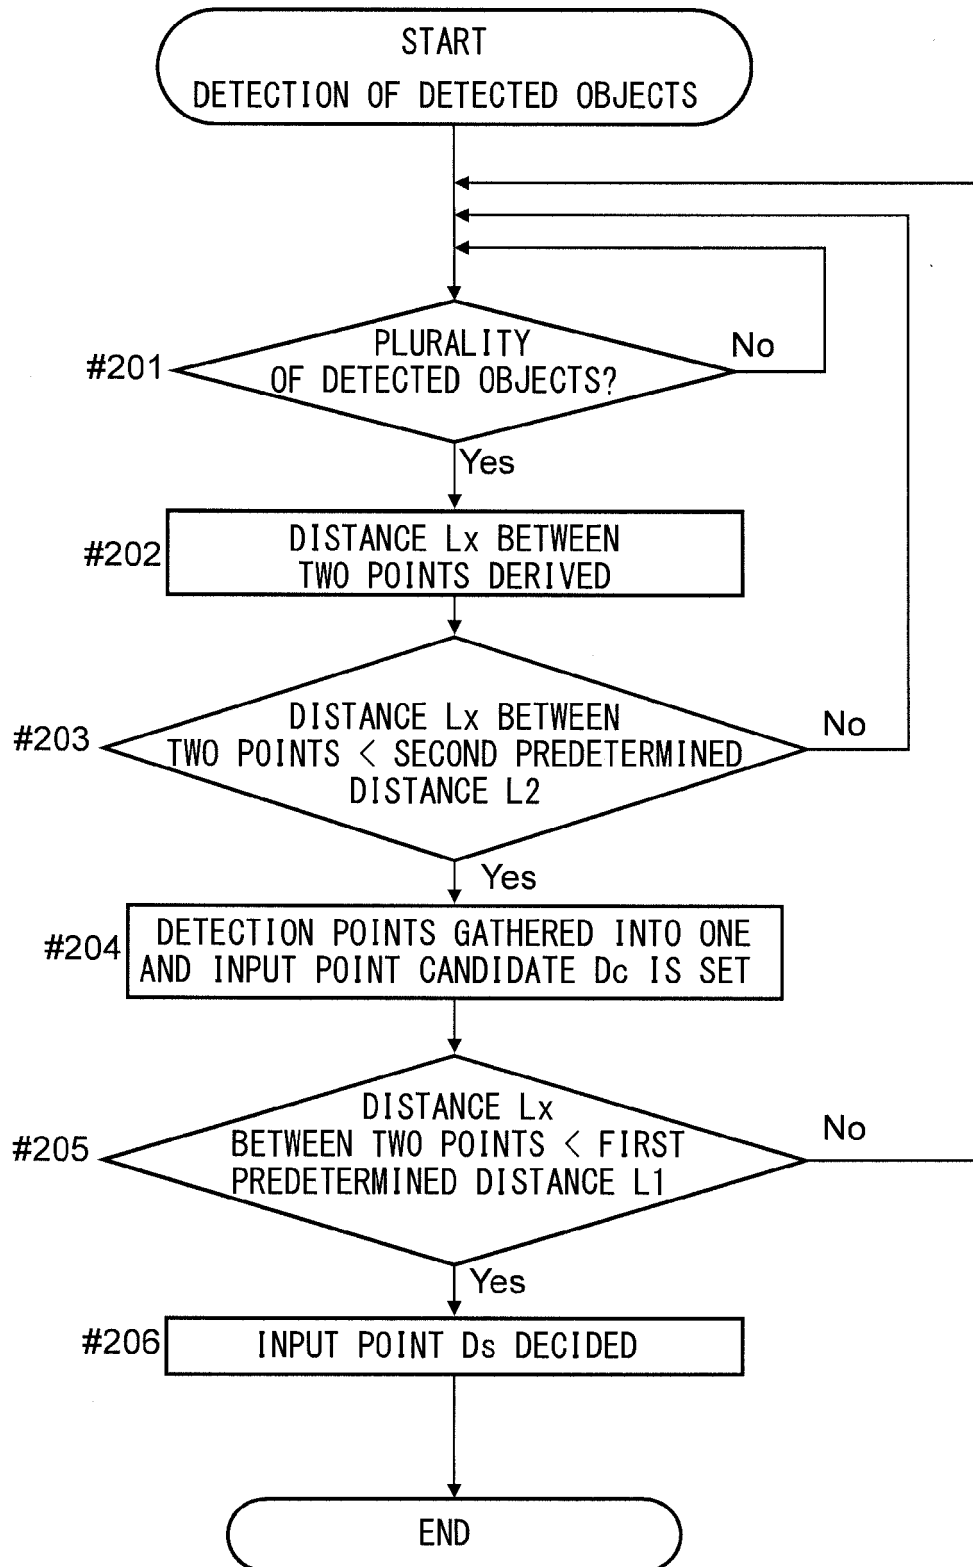 START
DETECTION OF DETECTED OBJECTS
#201
PLURALITY
OF DETECTED OBJECTS?
No
Yes
#202
DISTANCE Lx BETWEEN
TWO POINTS DERIVED
#203
DISTANCE Lx BETWEEN
TWO POINTS < SECOND PREDETERMINED
DISTANCE L2
No
Yes
#204
DETECTION POINTS GATHERED INTO ONE
AND INPUT POINT CANDIDATE Dc IS SET
#205
DISTANCE Lx
BETWEEN TWO POINTS < FIRST
PREDETERMINED DISTANCE L1
No
Yes
#206
INPUT POINT Ds DECIDED
END